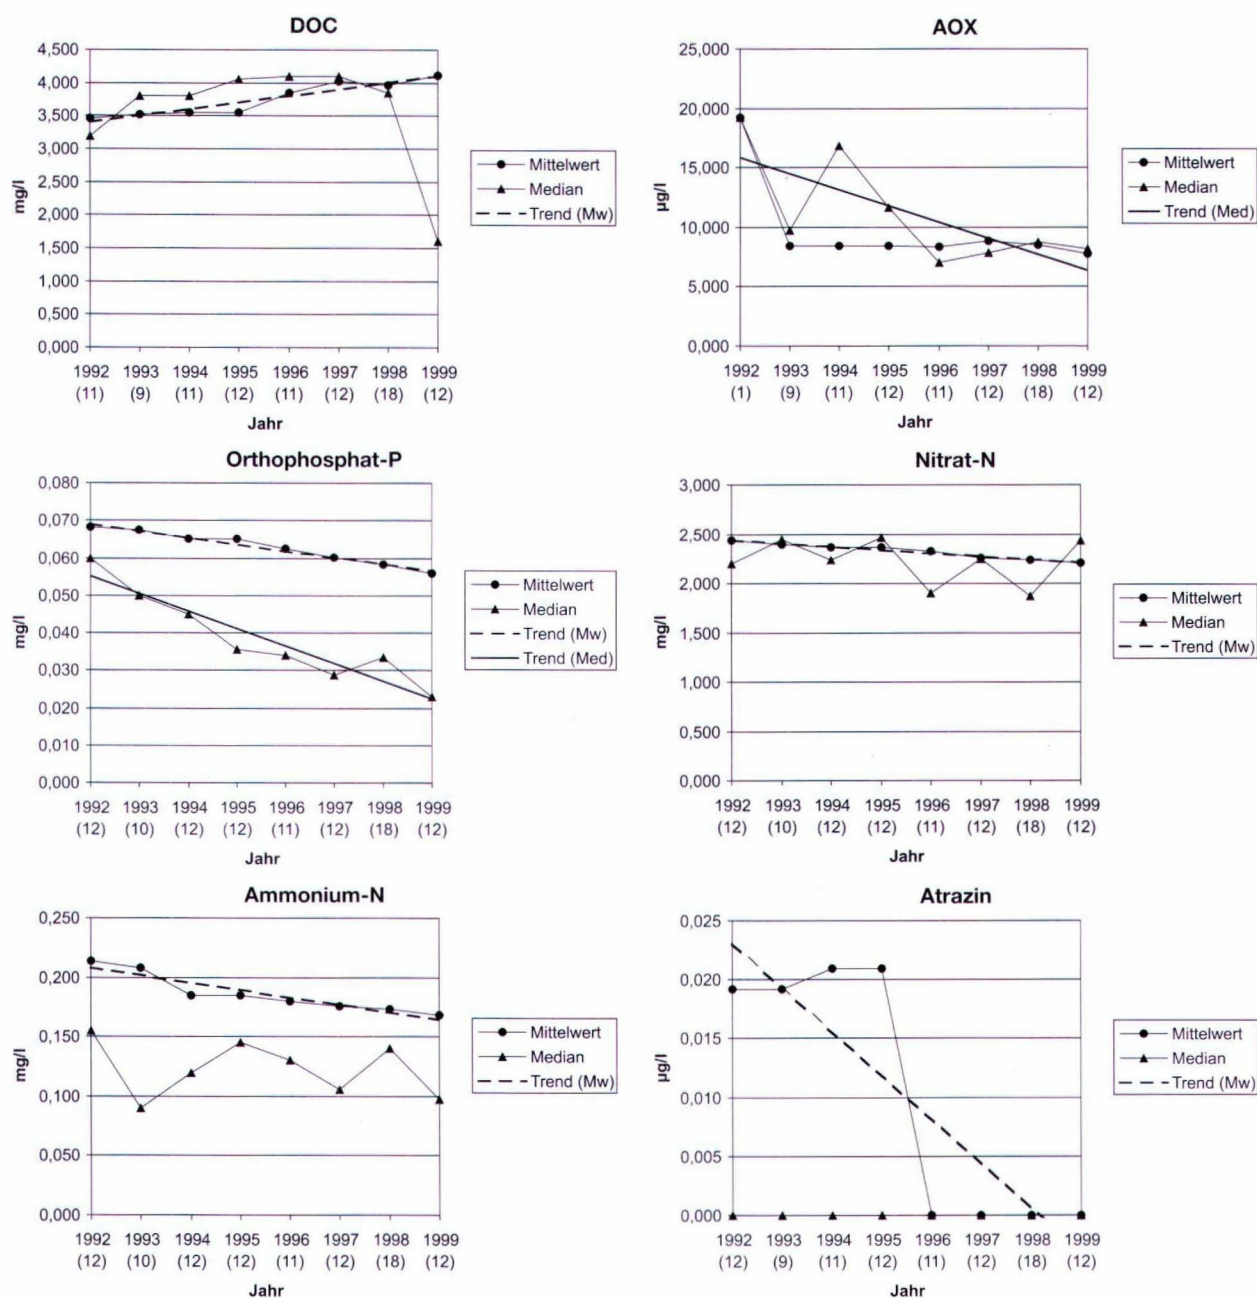 DOC
4,500
4,000
3,500
3,000
2,500
2,000
1,500
1,000
0,500
0,000
mg/l
1992 1993 1994 1995 1996 1997 1998 1999
(11) (9) (11) (12) (11) (12) (18) (12)
Jahr
Mittelwert
Median
Trend (Mw)
AOX
25,000
20,000
15,000
10,000
5,000
0,000
µg/l
1992 1993 1994 1995 1996 1997 1998 1999
(1) (9) (11) (12) (11) (12) (18) (12)
Jahr
Mittelwert
Median
Trend (Med)
Orthophosphat-P
0,080
0,070
0,060
0,050
0,040
0,030
0,020
0,010
0,000
mg/l
1992 1993 1994 1995 1996 1997 1998 1999
(12) (10) (12) (12) (11) (12) (18) (12)
Jahr
Mittelwert
Median
Trend (Mw)
Trend (Med)
Nitrat-N
3,000
2,500
2,000
1,500
1,000
0,500
0,000
mg/l
1992 1993 1994 1995 1996 1997 1998 1999
(12) (10) (12) (12) (11) (12) (18) (12)
Jahr
Mittelwert
Median
Trend (Mw)
Ammonium-N
0,250
0,200
0,150
0,100
0,050
0,000
mg/l
1992 1993 1994 1995 1996 1997 1998 1999
(12) (10) (12) (12) (11) (12) (18) (12)
Jahr
Mittelwert
Median
Trend (Mw)
Atrazin
0,025
0,020
0,015
0,010
0,005
0,000
µg/l
1992 1993 1994 1995 1996 1997 1998 1999
(12) (9) (11) (12) (11) (12) (18) (12)
Jahr
Mittelwert
Median
Trend (Mw)